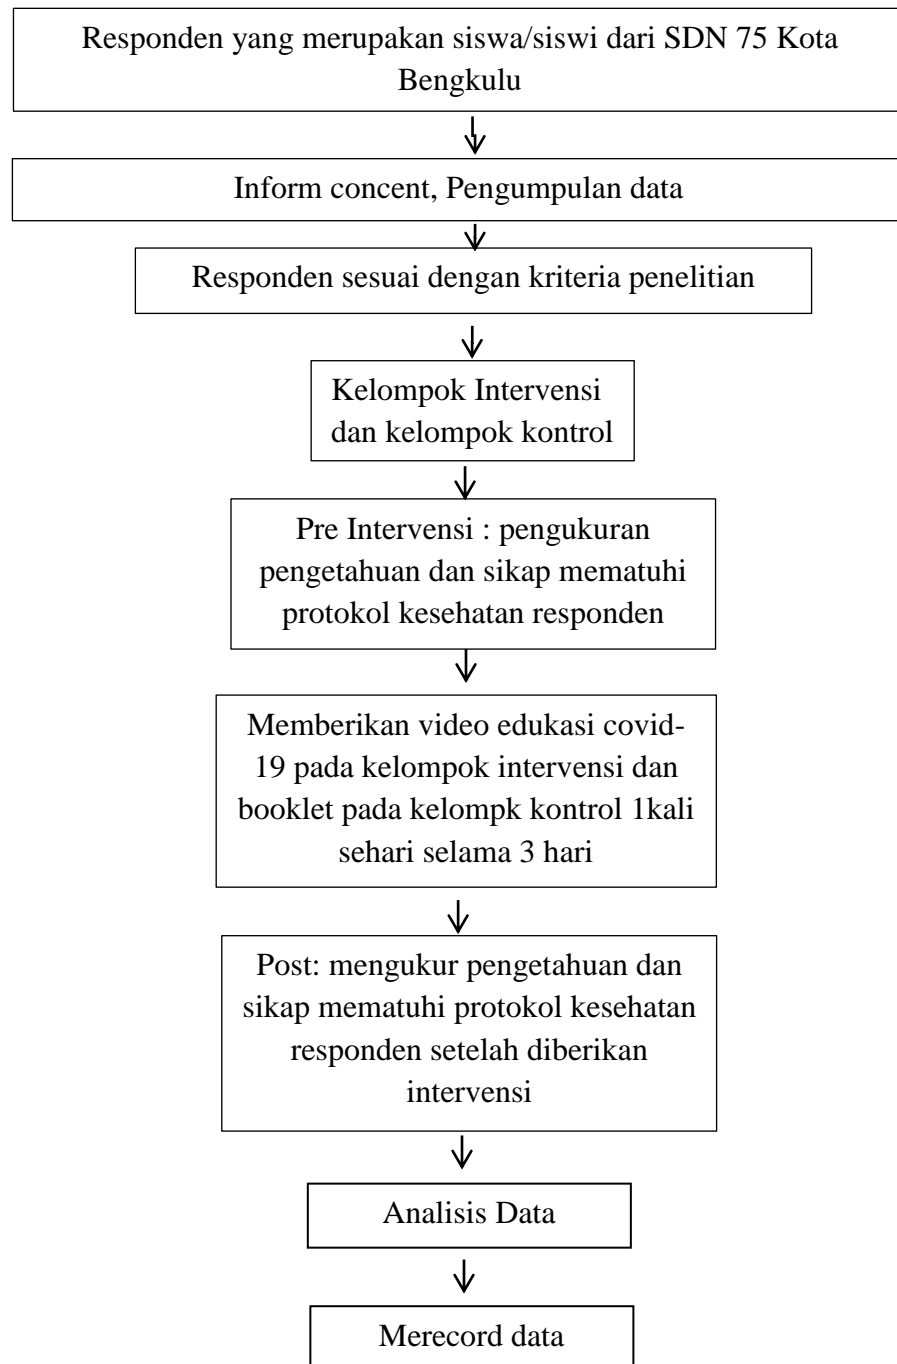 Responden yang merupakan siswa/siswi dari SDN 75 Kota
Bengkulu
Inform concent, Pengumpulan data
Responden sesuai dengan kriteria penelitian
Kelompok Intervensi
dan kelompok kontrol
Pre Intervensi : pengukuran
pengetahuan dan sikap mematuhi
protokol kesehatan responden
Memberikan video edukasi covid-
19 pada kelompok intervensi dan
booklet pada kelompk kontrol 1kali
sehari selama 3 hari
Post: mengukur pengetahuan dan
sikap mematuhi protokol kesehatan
responden setelah diberikan
intervensi
Analisis Data
Merecord data